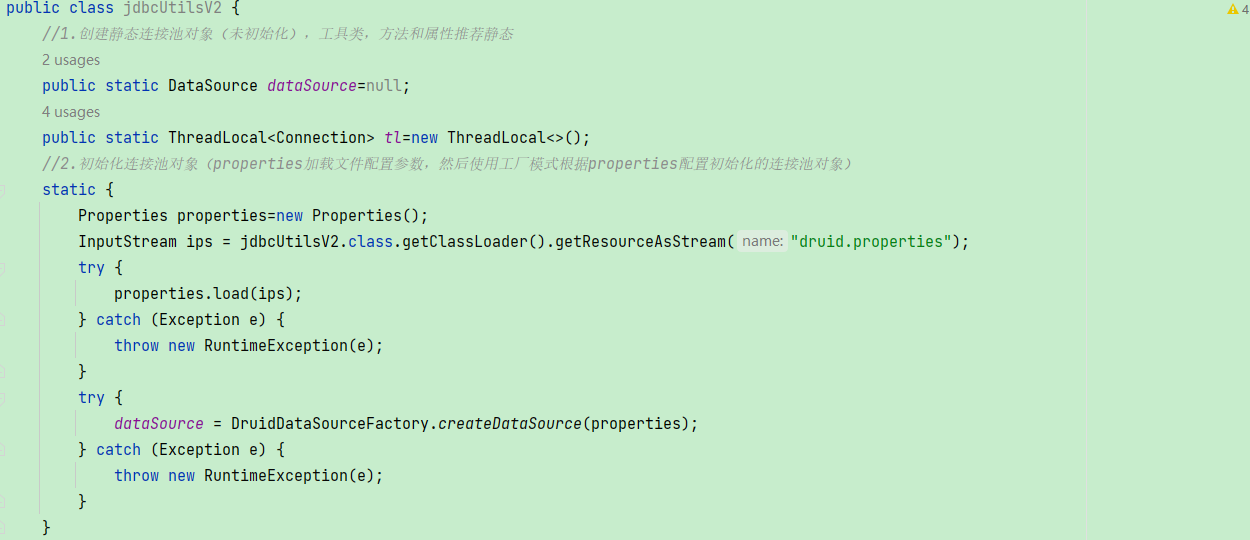 public class jdbcUtilsV2 {
4
//1.创建静态连接池对象（未初始化），工具类，方法和属性推荐静态
2 usages
public static DataSource dataSource=null;
4 usages
public static ThreadLocal<Connection> tl=new ThreadLocal<>();
//2.初始化连接池对象（properties加载文件配置参数，然后使用工厂模式根据properties配置初始化的连接池对象）
static {
Properties properties=new Properties();
InputStream ips = jdbcUtilsV2.class.getClassLoader().getResourceAsStream( name: "druid.properties");
try {
properties.load(ips);
} catch (Exception e) {
throw new RuntimeException(e);
}
try {
dataSource = DruidDataSourceFactory.createDataSource(properties);
} catch (Exception e) {
throw new RuntimeException(e);
}
}